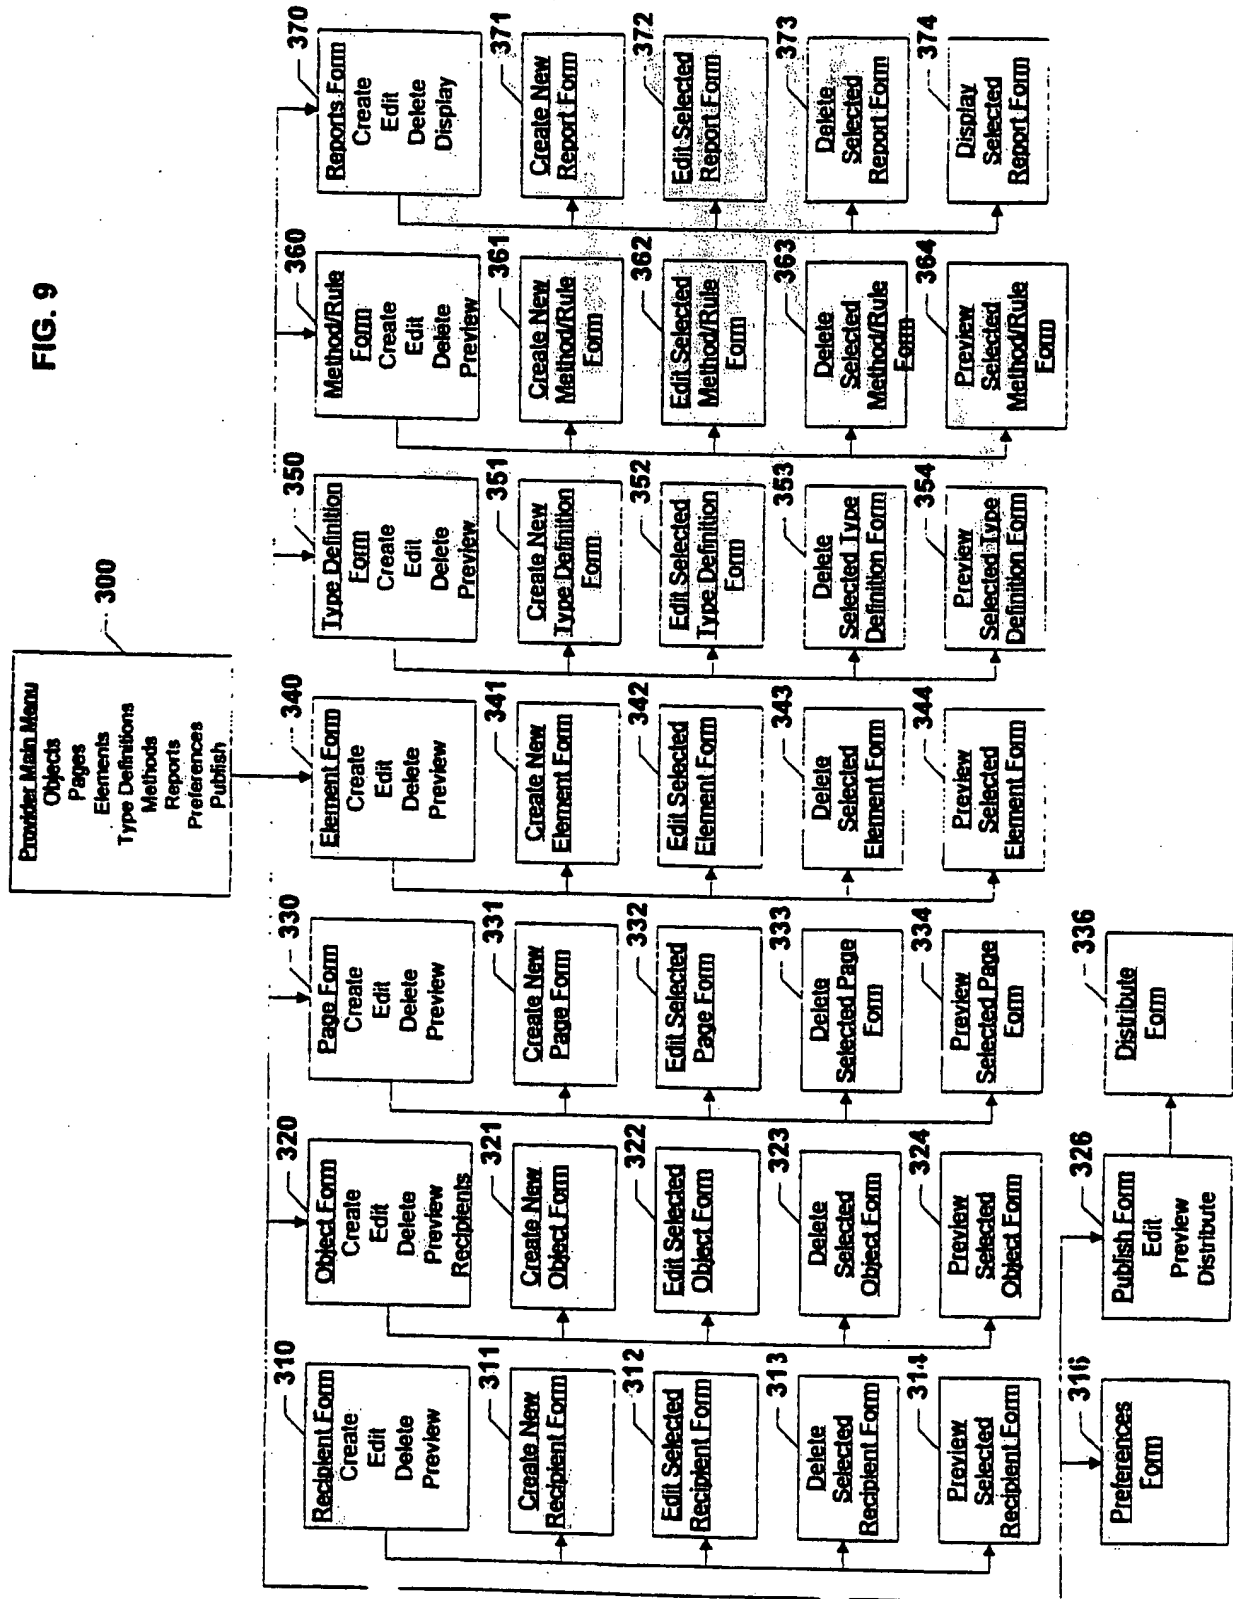 FIG. 9
300
Provider Main Menu
Objects
Pages
Elements
Type Definitions
Methods
Reports
Preferences
Publish
310
Recipient Form
Create
Edit
Delete
Preview
320
Object Form
Create
Edit
Delete
Preview
Recipients
330
Page Form
Create
Edit
Delete
Preview
340
Element Form
Create
Edit
Delete
Preview
350
Type Definition
Form
Create
Edit
Delete
Preview
360
Method/Rule
Form
Create
Edit
Delete
Preview
370
Reports Form
Create
Edit
Delete
Display
311
Create New
Recipient Form
321
Create New
Object Form
331
Create New
Page Form
341
Create New
Element Form
351
Create New
Type Definition
Form
361
Create New
Method/Rule
Form
371
Create New
Report Form
312
Edit Selected
Recipient Form
322
Edit Selected
Object Form
332
Edit Selected
Page Form
342
Edit Selected
Element Form
352
Edit Selected
Type Definition
Form
362
Edit Selected
Method/Rule
Form
372
Edit Selected
Report Form
313
Delete
Selected
Recipient Form
323
Delete
Selected
Object Form
333
Delete
Selected Page
Form
343
Delete
Selected
Element Form
353
Delete
Selected Type
Definition Form
363
Delete
Selected
Method/Rule
Form
373
Delete
Selected
Report Form
314
Preview
Selected
Recipient Form
324
Preview
Selected
Object Form
334
Preview
Selected Page
Form
344
Preview
Selected
Element Form
354
Preview
Selected Type
Definition Form
364
Preview
Selected
Method/Rule
Form
374
Display
Selected
Report Form
316
Preferences
Form
326
Publish Form
Edit
Preview
Distribute
336
Distribute
Form